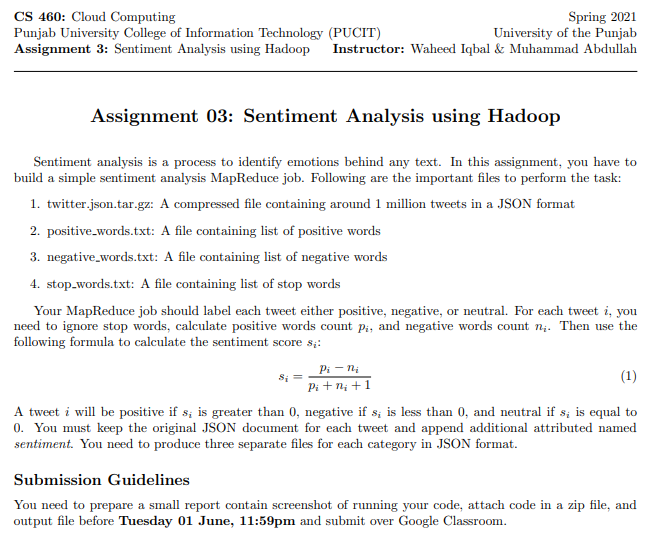 CS 460: Cloud Computing Spring 2021
Punjab University College of Information Technology (PUCIT) University of the Punjab
Assignment 3: Sentiment Analysis using Hadoop Instructor: Waheed Iqbal & Muhammad Abdullah
Assignment 03: Sentiment Analysis using Hadoop
Sentiment analysis is a process to identify emotions behind any text. In this assignment, you have to
build a simple sentiment analysis MapReduce job. Following are the important files to perform the task:
1. twitter.json.tar.gz: A compressed file containing around 1 million tweets in a JSON format
2. positive_words.txt: A file containing list of positive words
3. negative_words.txt: A file containing list of negative words
4. stop_words.txt: A file containing list of stop words
Your MapReduce job should label each tweet either positive, negative, or neutral. For each tweet i, you
need to ignore stop words, calculate positive words count p_i, and negative words count n_i. Then use the
following formula to calculate the sentiment score s_i:
s_i = (p_i − n_i) / (p_i + n_i + 1) (1)
A tweet i will be positive if s_i is greater than 0, negative if s_i is less than 0, and neutral if s_i is equal to
0. You must keep the original JSON document for each tweet and append additional attributed named
sentiment. You need to produce three separate files for each category in JSON format.
Submission Guidelines
You need to prepare a small report contain screenshot of running your code, attach code in a zip file, and
output file before Tuesday 01 June, 11:59pm and submit over Google Classroom.